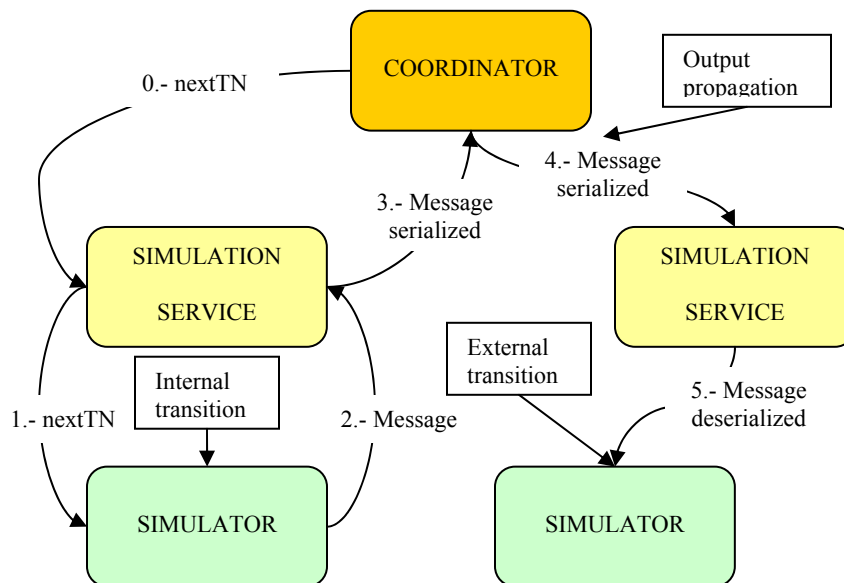 COORDINATOR
Output
propagation
0.- nextTN
4.- Message
serialized
3.- Message
serialized
SIMULATION
SERVICE
SIMULATION
SERVICE
Internal
transition
External
transition
1.- nextTN
2.- Message
5.- Message
deserialized
SIMULATOR
SIMULATOR